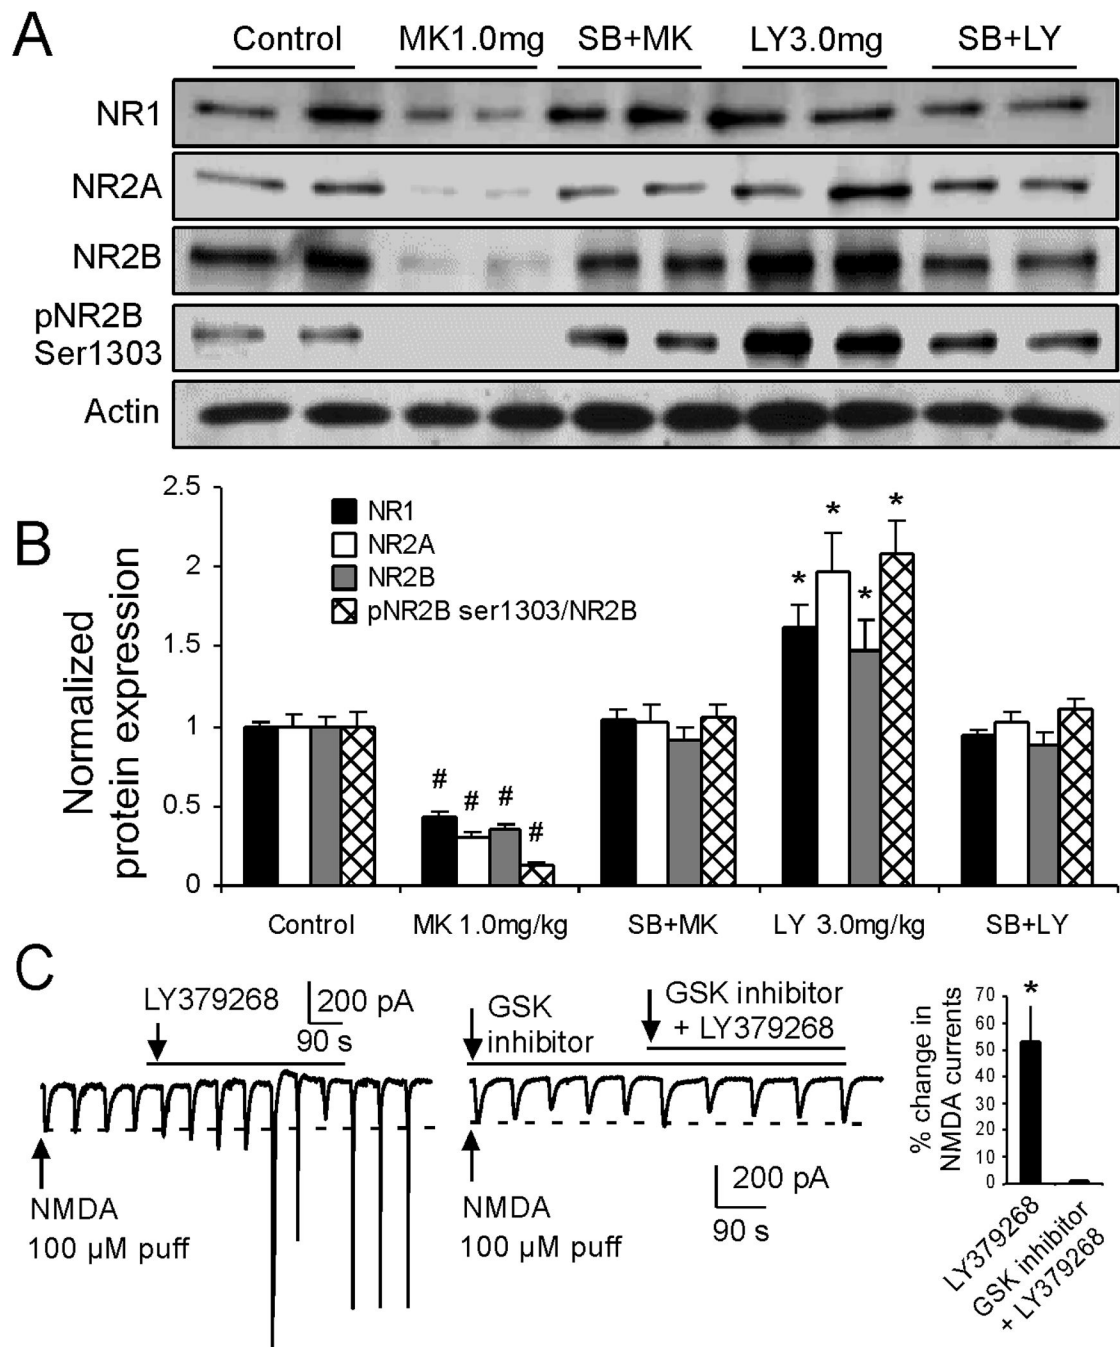 A
Control MK1.0mg SB+MK LY3.0mg SB+LY
NR1
NR2A
NR2B
pNR2B
Ser1303
Actin
B
Normalized
protein expression
2.5
2
1.5
1
0.5
0
NR1
NR2A
NR2B
pNR2B ser1303/NR2B
* * * *
# # # #
Control MK 1.0mg/kg SB+MK LY 3.0mg/kg SB+LY
C
LY379268
200 pA
90 s
NMDA
100 µM puff
GSK
inhibitor
GSK inhibitor
+ LY379268
NMDA
100 µM puff
200 pA
90 s
% change in
NMDA currents
70
60
50
40
30
20
10
0
*
LY379268
GSK inhibitor
+ LY379268